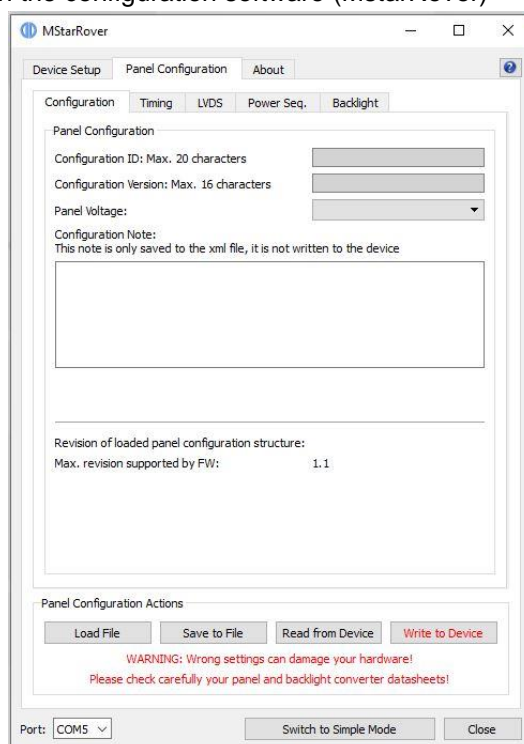 MStarRover
Device Setup Panel Configuration About
Configuration Timing LVDS Power Seq. Backlight
Panel Configuration
Configuration ID: Max. 20 characters
Configuration Version: Max. 16 characters
Panel Voltage:
Configuration Note:
This note is only saved to the xml file, it is not written to the device
Revision of loaded panel configuration structure:
Max. revision supported by FW: 1.1
Panel Configuration Actions
Load File Save to File Read from Device Write to Device
WARNING: Wrong settings can damage your hardware!
Please check carefully your panel and backlight converter datasheets!
Port: COM5 Switch to Simple Mode Close